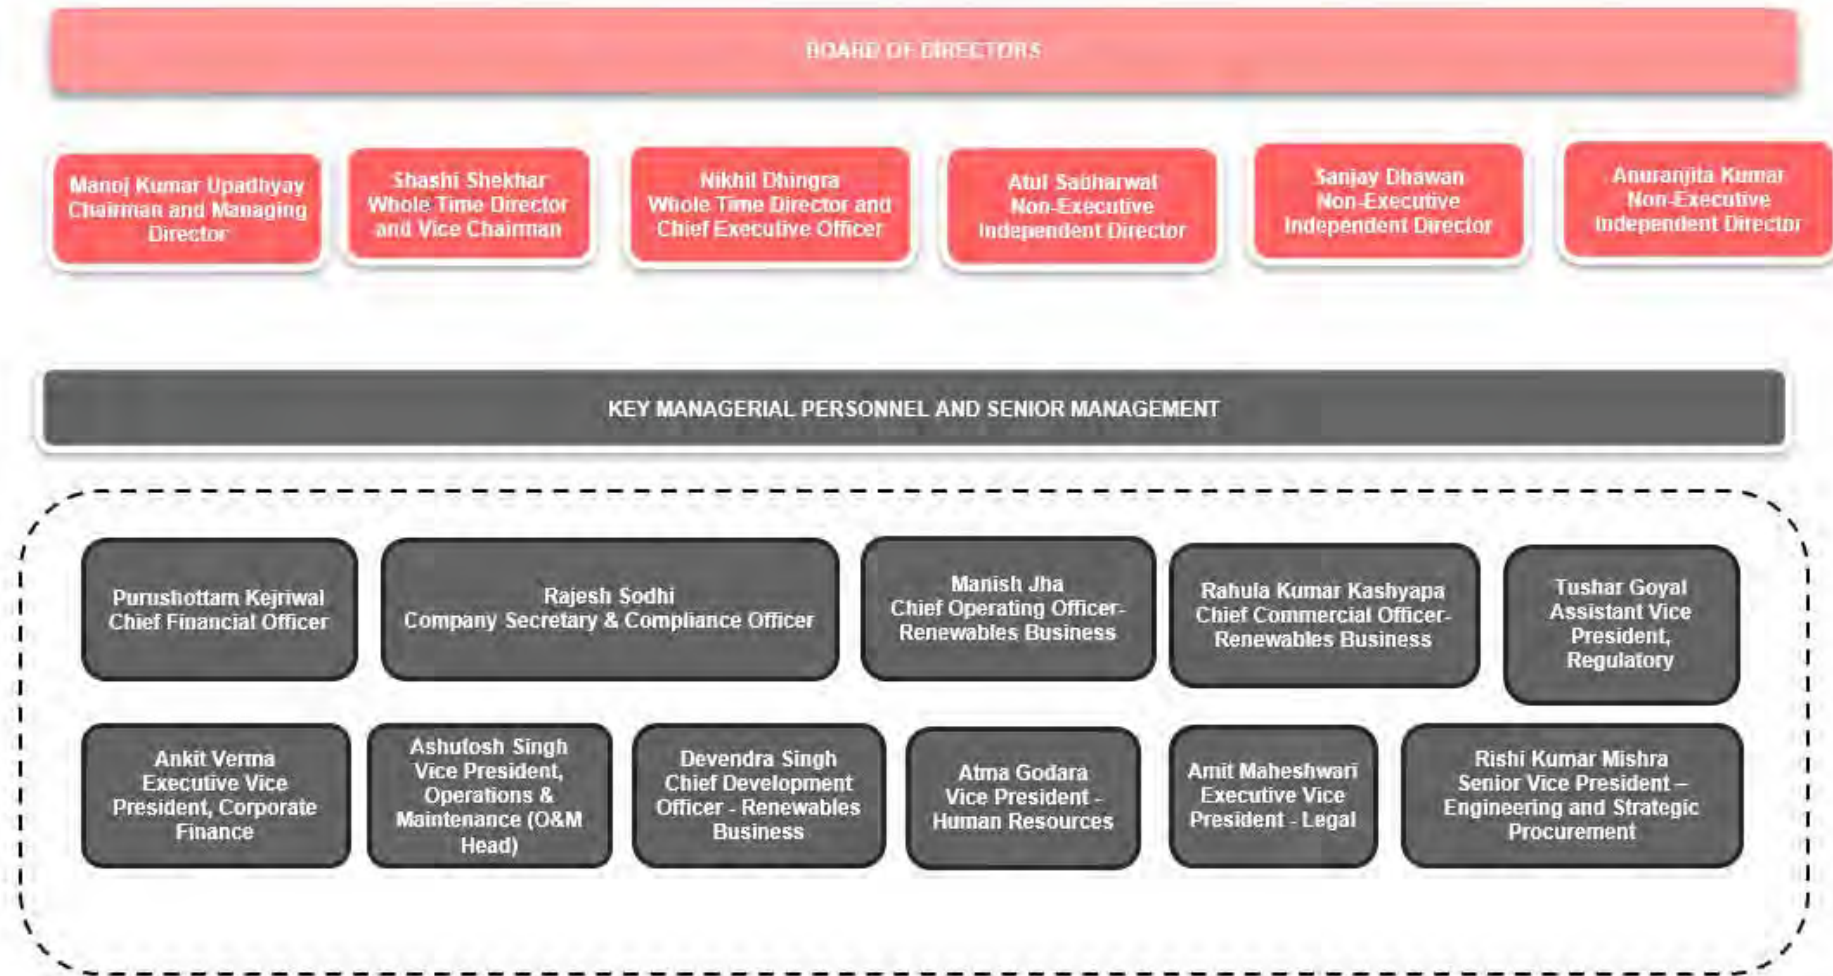 BOARD OF DIRECTORS
Manoj Kumar Upadhyay
Chairman and Managing
Director
Shashi Shekhar
Whole Time Director
and Vice Chairman
Nikhil Dhingra
Whole Time Director and
Chief Executive Officer
Atul Sabharwal
Non-Executive
Independent Director
Sanjay Dhawan
Non-Executive
Independent Director
Anuranjita Kumar
Non-Executive
Independent Director
KEY MANAGERIAL PERSONNEL AND SENIOR MANAGEMENT
Purushottam Kejriwal
Chief Financial Officer
Rajesh Sodhi
Company Secretary & Compliance Officer
Manish Jha
Chief Operating Officer-
Renewables Business
Rahula Kumar Kashyapa
Chief Commercial Officer-
Renewables Business
Tushar Goyal
Assistant Vice
President,
Regulatory
Ankit Verma
Executive Vice
President, Corporate
Finance
Ashutosh Singh
Vice President,
Operations &
Maintenance (O&M
Head)
Devendra Singh
Chief Development
Officer - Renewables
Business
Atma Godara
Vice President -
Human Resources
Amit Maheshwari
Executive Vice
President - Legal
Rishi Kumar Mishra
Senior Vice President –
Engineering and Strategic
Procurement